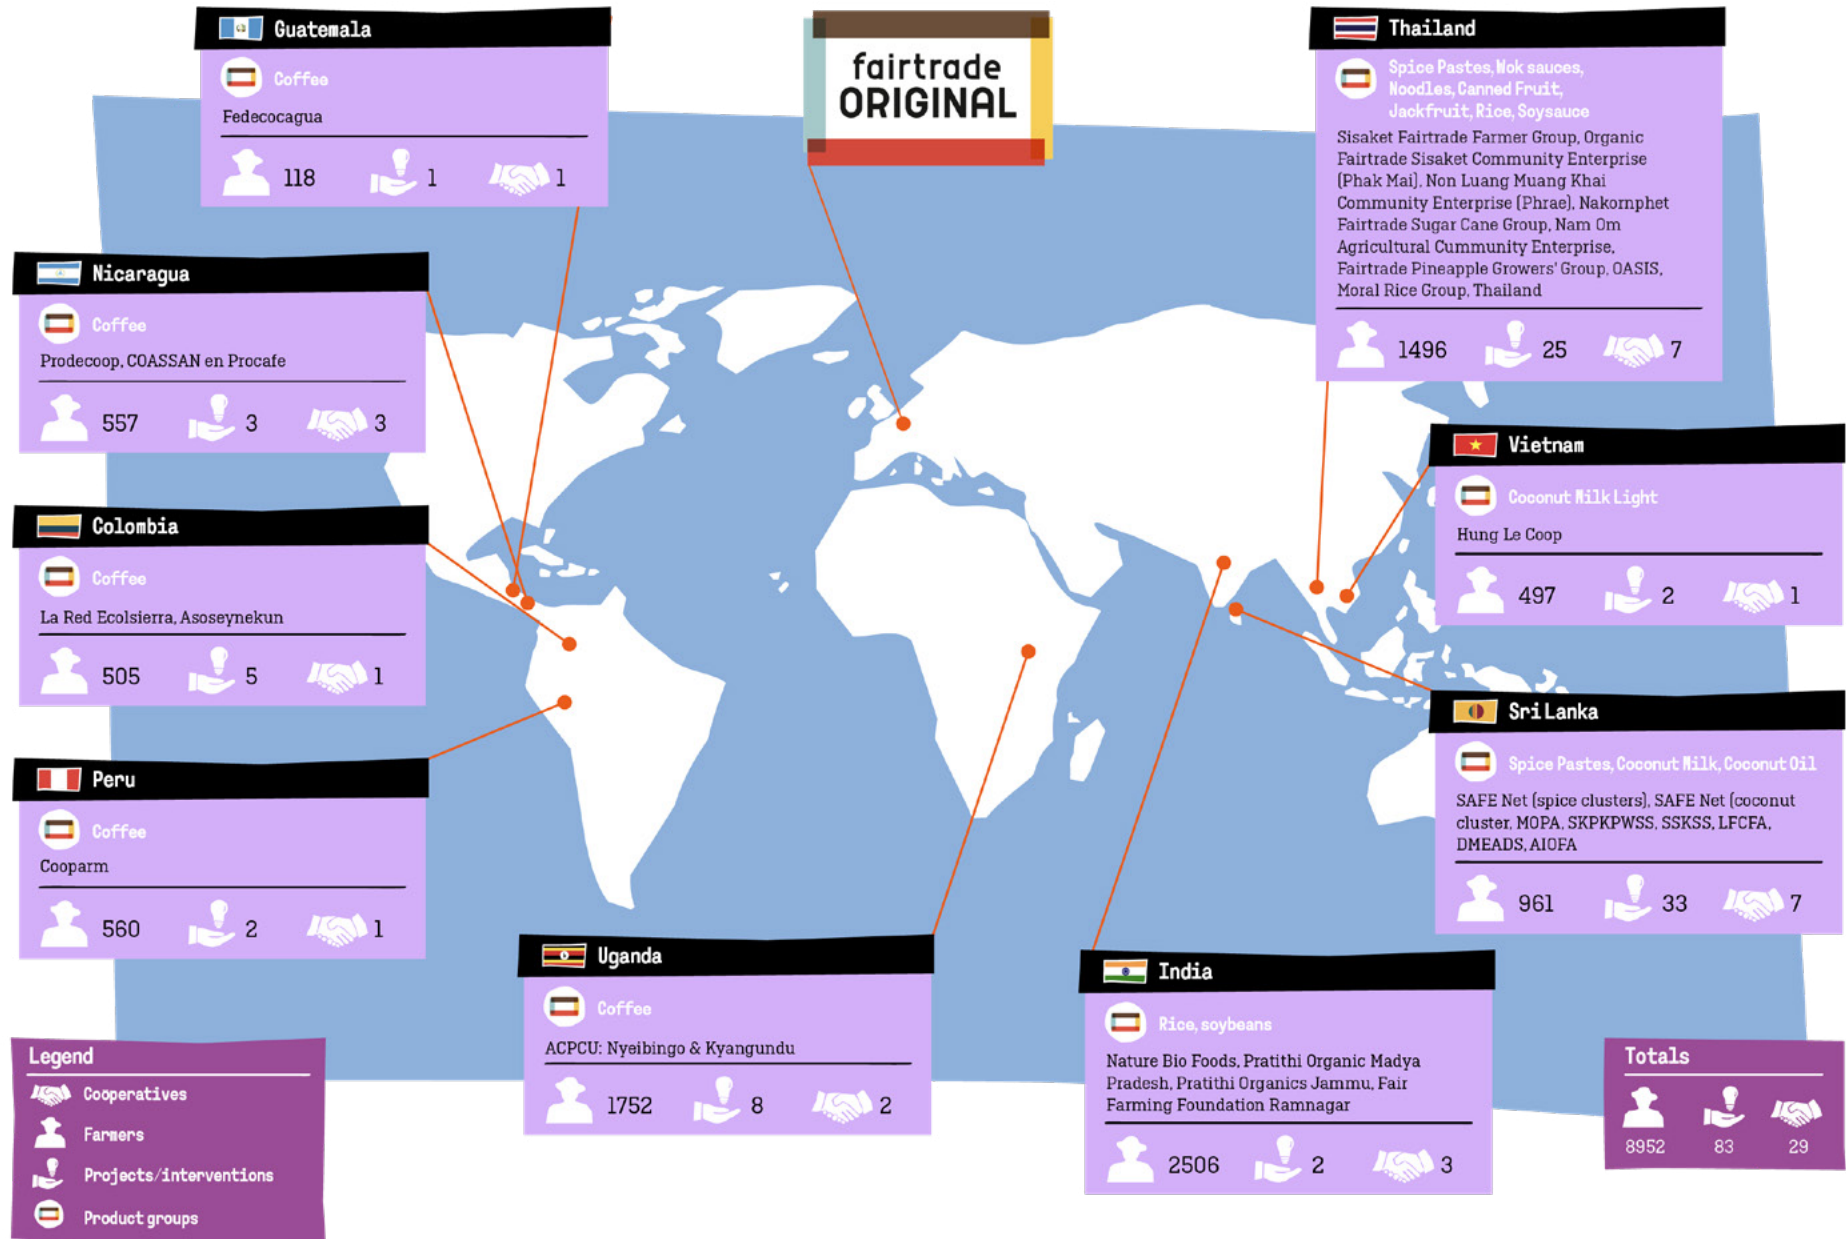 Guatemala
Coffee
Fedecocagua
118
1
1
fairtrade
ORIGINAL
Thailand
Spice Pastes, Wok sauces,
Noodles, Canned Fruit,
Jackfruit, Rice, Soysauce
Sisaket Fairtrade Farmer Group, Organic
Fairtrade Sisaket Community Enterprise
(Phak Mai), Non Luang Muang Khai
Community Enterprise (Phrae), Nakornphet
Fairtrade Sugar Cane Group, Nam Om
Agricultural Cummunity Enterprise,
Fairtrade Pineapple Growers' Group, OASIS,
Moral Rice Group, Thailand
1496
25
7
Nicaragua
Coffee
Prodecoop, COASSAN en Procafe
557
3
3
Vietnam
Coconut Milk Light
Hung Le Coop
497
2
1
Colombia
Coffee
La Red Ecolsierra, Asoseynekun
505
5
1
Sri Lanka
Spice Pastes, Coconut Milk, Coconut Oil
SAFE Net (spice clusters), SAFE Net (coconut
cluster, MOPA, SKPKPWSS, SSKSS, LFCFA,
DMEADS, AIOFA
961
33
7
Peru
Coffee
Cooparm
560
2
1
Uganda
Coffee
ACPCU: Nyeibingo & Kyangundu
1752
8
2
India
Rice, soybeans
Nature Bio Foods, Pratithi Organic Madya
Pradesh, Pratithi Organics Jammu, Fair
Farming Foundation Ramnagar
2506
2
3
Legend
Cooperatives
Farmers
Projects/interventions
Product groups
Totals
8952
83
29